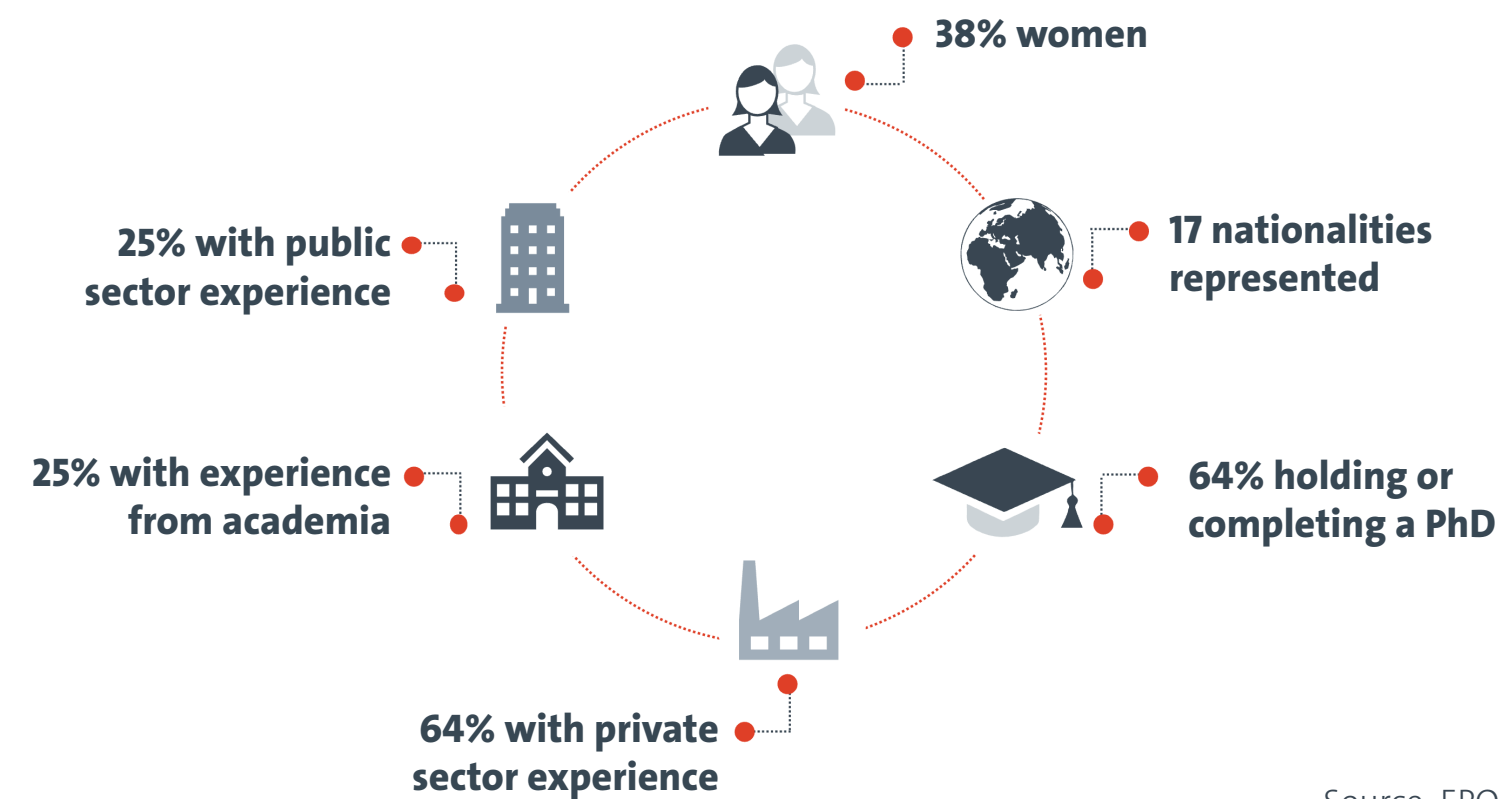 38% women
17 nationalities
represented
64% holding or
completing a PhD
64% with private
sector experience
25% with experience
from academia
25% with public
sector experience
Source